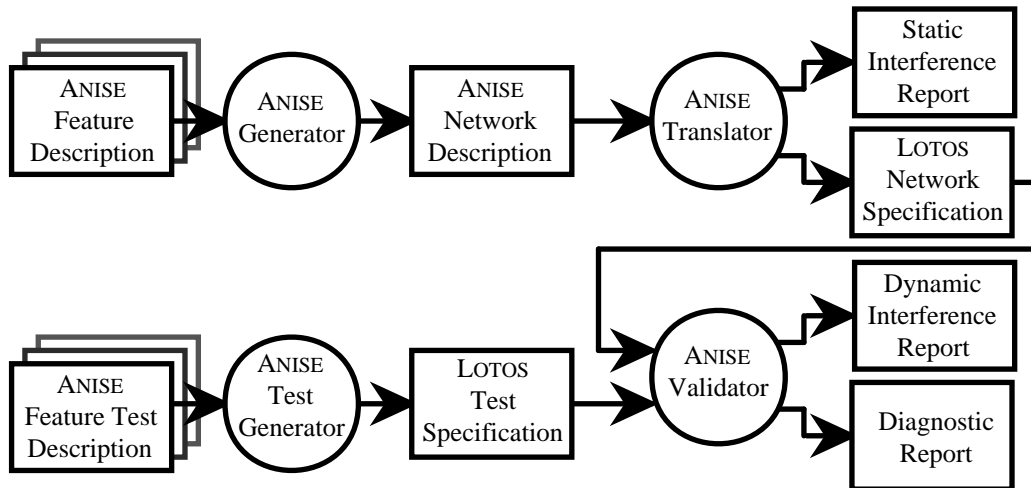 ANISE
Feature
Description
ANISE
Generator
ANISE
Network
Description
ANISE
Translator
Static
Interference
Report
LOTOS
Network
Specification
ANISE
Feature Test
Description
ANISE
Test
Generator
LOTOS
Test
Specification
ANISE
Validator
Dynamic
Interference
Report
Diagnostic
Report